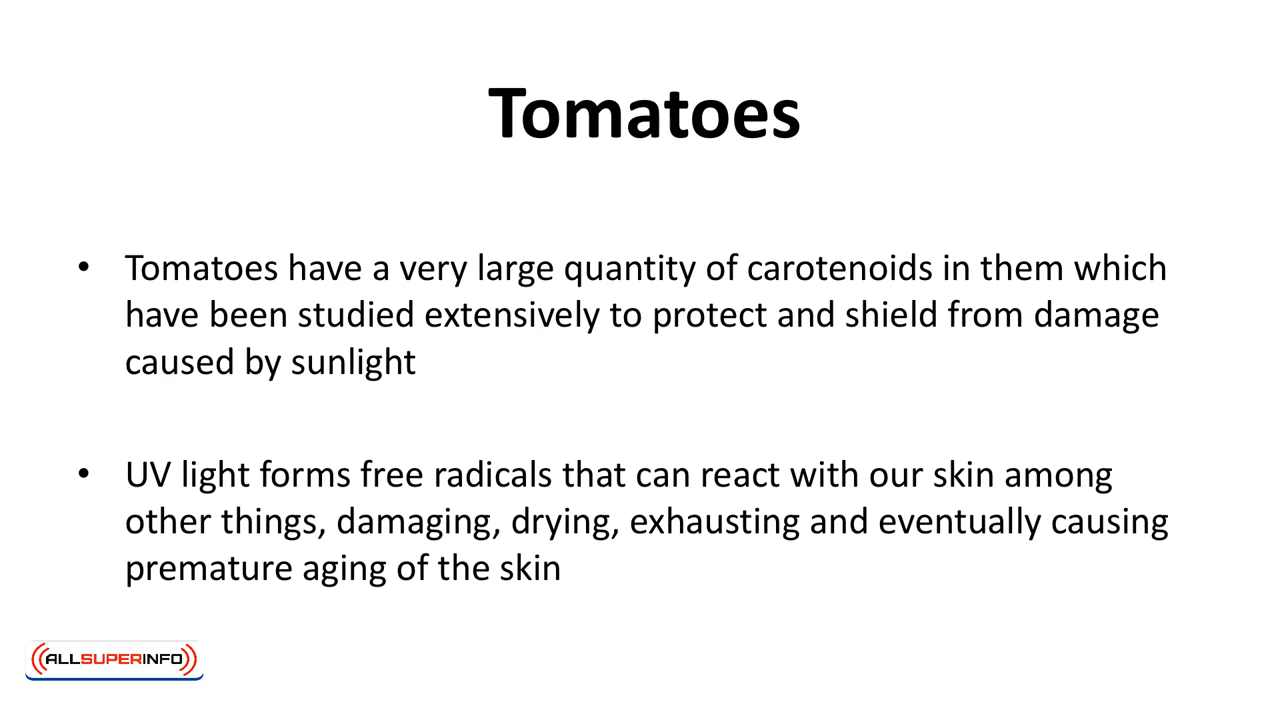 Tomatoes
• Tomatoes have a very large quantity of carotenoids in them which
have been studied extensively to protect and shield from damage
caused by sunlight
• UV light forms free radicals that can react with our skin among
other things, damaging, drying, exhausting and eventually causing
premature aging of the skin
ALLSUPERINFO